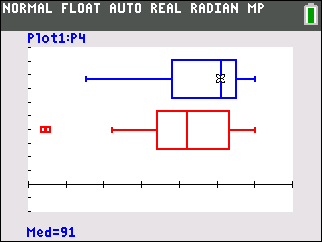 NORMAL FLOAT AUTO REAL RADIAN MP
Plot1:P4
Med=91